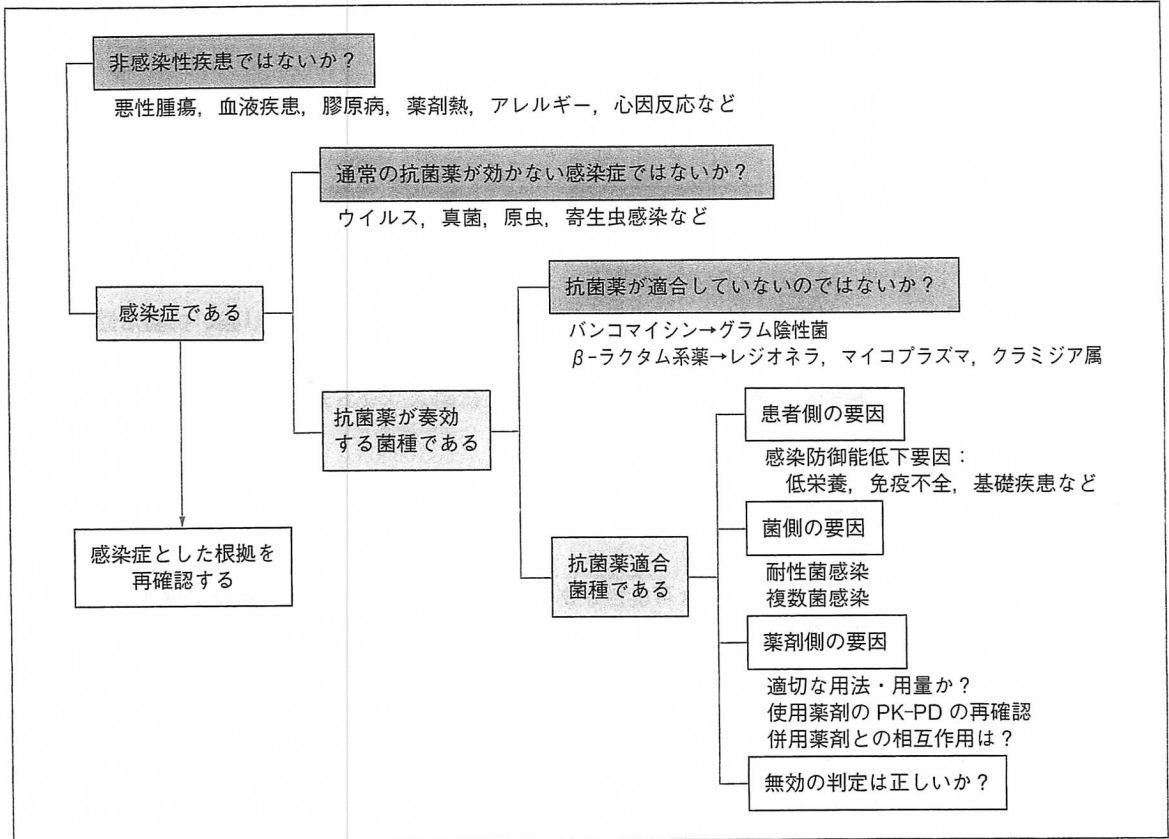 非感染性疾患ではないか？
悪性腫瘍，血液疾患，膠原病，薬剤熱，アレルギー，心因反応など
通常の抗菌薬が効かない感染症ではないか？
ウイルス，真菌，原虫，寄生虫感染など
感染症である
抗菌薬が適合していないのではないか？
バンコマイシン→グラム陰性菌
β-ラクタム系薬→レジオネラ，マイコプラズマ，クラミジア属
抗菌薬が奏効
する菌種である
患者側の要因
感染防御能低下要因：
低栄養，免疫不全，基礎疾患など
感染症とした根拠を
再確認する
抗菌薬適合
菌種である
菌側の要因
耐性菌感染
複数菌感染
薬剤側の要因
適切な用法・用量か？
使用薬剤の PK-PD の再確認
併用薬剤との相互作用は？
無効の判定は正しいか？